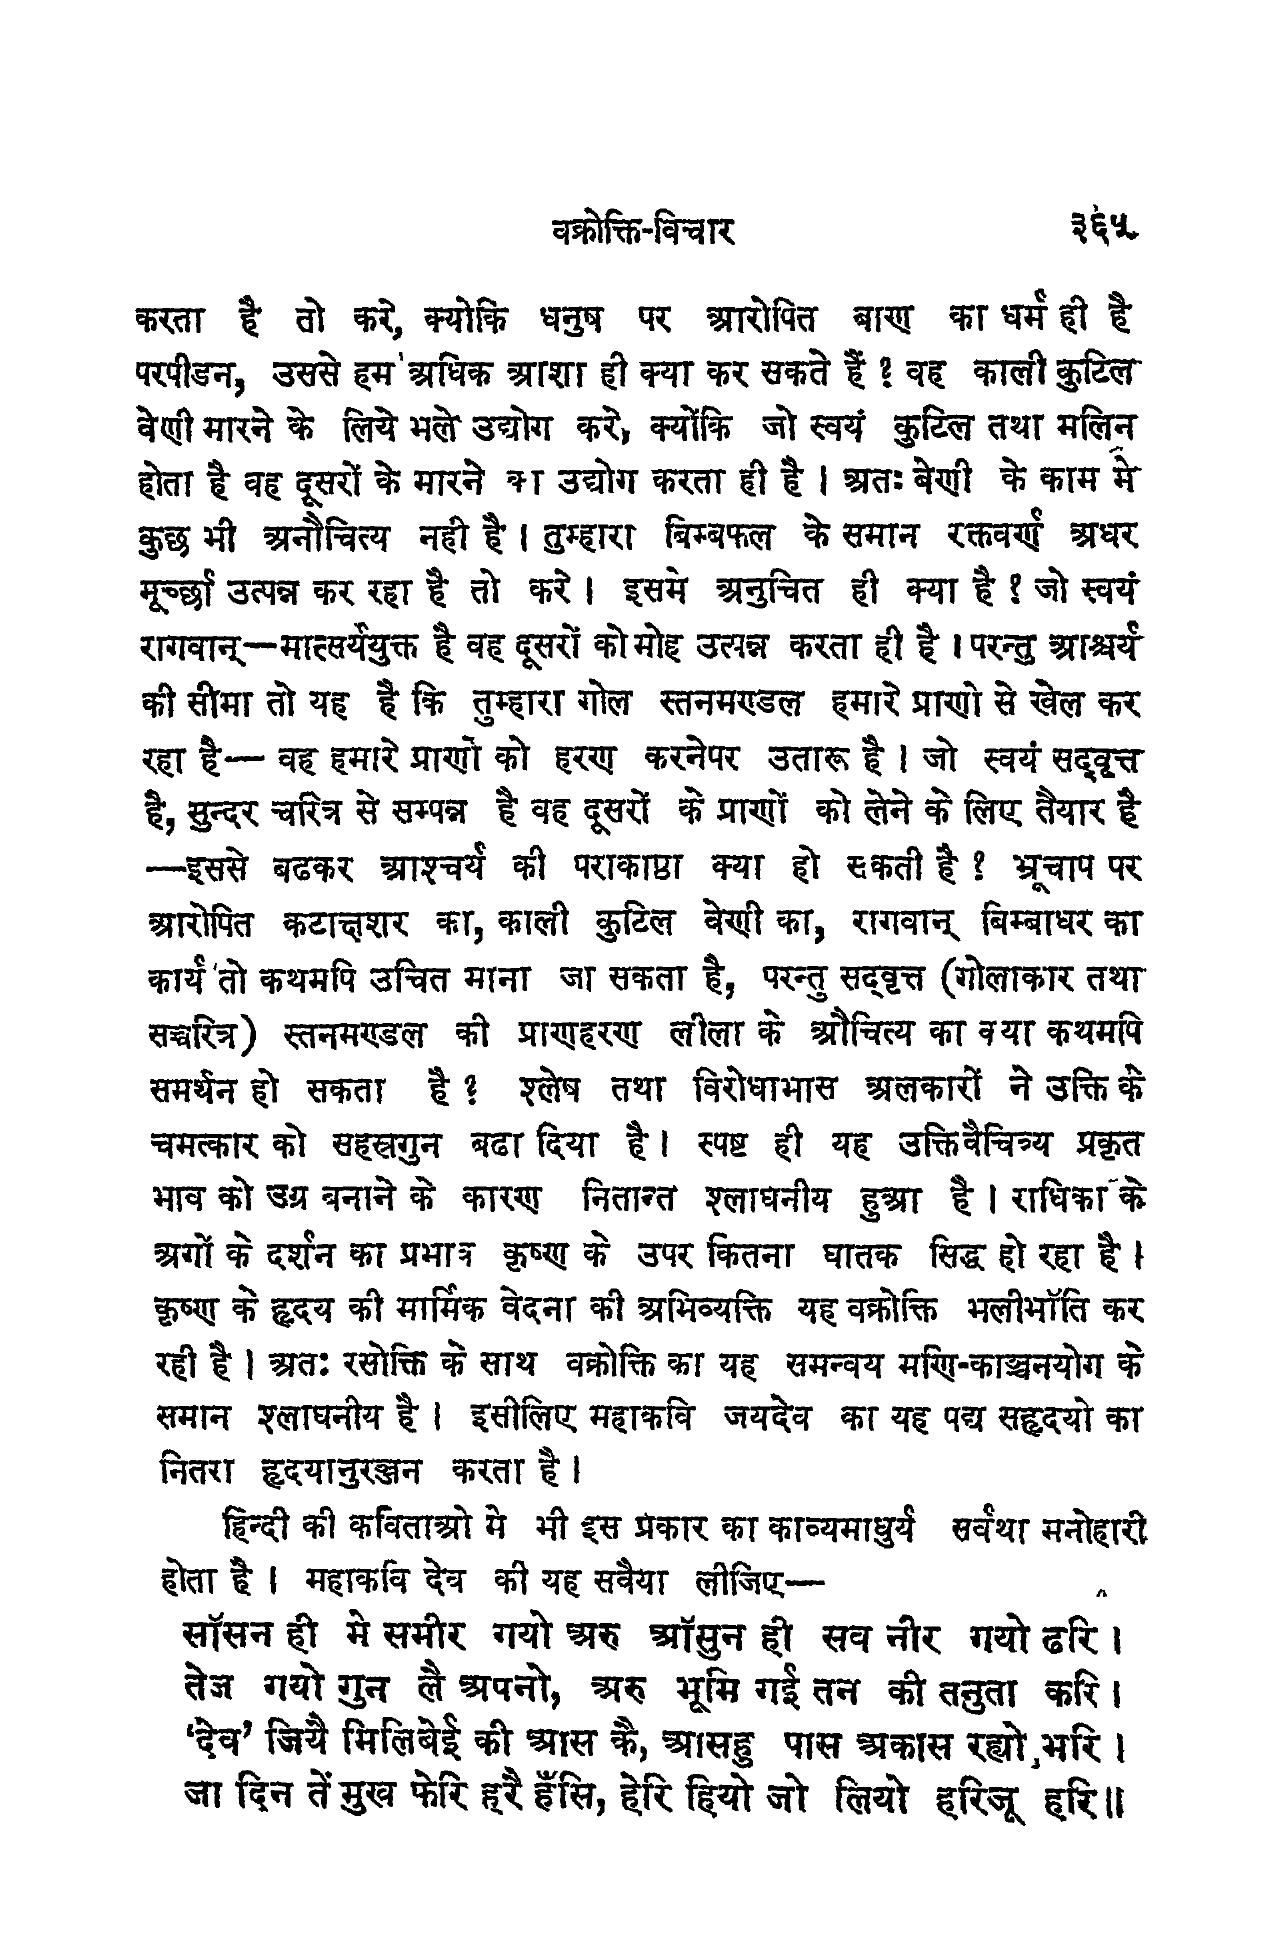 वक्रोक्ति-विचार ३६५
करता है तो करे, क्योकि धनुष पर आरोपित बाण का धर्म ही है
परपीडन, उससे हम अधिक आशा ही क्या कर सकते हैं ? वह काली कुटिल
वेणी मारने के लिये भले उद्योग करे, क्योंकि जो स्वयं कुटिल तथा मलिन
होता है वह दूसरों के मारने का उद्योग करता ही है । अतः बेणी के काम मे
कुछ भी अनौचित्य नही है । तुम्हारा बिम्बफल के समान रक्तवर्ण अधर
मूर्च्छा उत्पन्न कर रहा है तो करे । इसमे अनुचित ही क्या है ? जो स्वयं
रागवान्—मात्सर्ययुक्त है वह दूसरों को मोह उत्पन्न करता ही है । परन्तु आश्चर्य
की सीमा तो यह है कि तुम्हारा गोल स्तनमण्डल हमारे प्राणो से खेल कर
रहा है— वह हमारे प्राणों को हरण करनेपर उतारू है । जो स्वयं सद्वृत्त
है, सुन्दर चरित्र से सम्पन्न है वह दूसरों के प्राणों को लेने के लिए तैयार है
—इससे बढकर आश्चर्य की पराकाष्ठा क्या हो सकती है ? भ्रूचाप पर
आरोपित कटाक्षशर का, काली कुटिल वेणी का, रागवान् बिम्बाधर का
कार्य तो कथमपि उचित माना जा सकता है, परन्तु सद्वृत्त (गोलाकार तथा
सच्चरित्र) स्तनमण्डल की प्राणहरण लीला के औचित्य का क्या कथमपि
समर्थन हो सकता है ? श्लेष तथा विरोधाभास अलकारों ने उक्ति के
चमत्कार को सहस्रगुन बढा दिया है । स्पष्ट ही यह उक्तिवैचित्र्य प्रकृत
भाव को उग्र बनाने के कारण नितान्त श्लाघनीय हुआ है । राधिका के
अगों के दर्शन का प्रभाव कृष्ण के उपर कितना घातक सिद्ध हो रहा है ।
कृष्ण के हृदय की मार्मिक वेदना की अभिव्यक्ति यह वक्रोक्ति भलीभॉति कर
रही है । अतः रसोक्ति के साथ वक्रोक्ति का यह समन्वय मणि-काञ्चनयोग के
समान श्लाघनीय है । इसीलिए महाकवि जयदेव का यह पद्य सहृदयो का
नितरा हृदयानुरञ्जन करता है ।
हिन्दी की कविताओ मे भी इस प्रकार का काव्यमाधुर्य सर्वथा मनोहारी
होता है । महाकवि देव की यह सवैया लीजिए—
सॉसन ही मे समीर गयो अरु ऑसुन ही सव नीर गयो ढरि ।
तेज गयो गुन लै अपनो, अरु भूमि गई तन की तनुता करि ।
‘देव’ जियै मिलिबेई की आस कै, आसहु पास अकास रह्यो भरि ।
जा दिन तें मुख फेरि हरै हँसि, हेरि हियो जो लियो हरिजू हरि॥